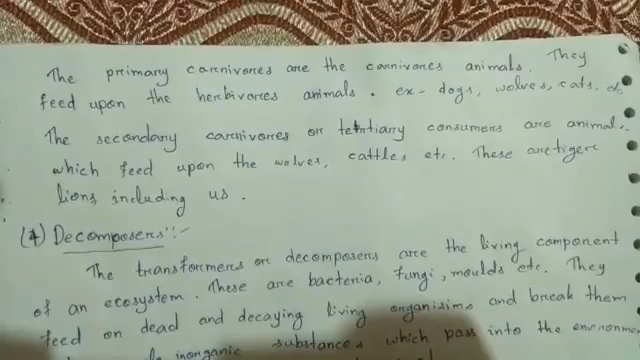 The primary carnivores are the carnivores animals. They
feed upon the herbivores animals. ex- dogs, wolves, cats. etc
The secondary carnivores or tertiary consumers are animals.
which feed upon the wolves, cattles etc. These are tiger
lions including us.
(4) Decomposers :-
The transformers or decomposers are the living component
of an ecosystem. These are bacteria, fungi, moulds etc. They
feed on dead and decaying living organisims and break them
inorganic substances which pass into the environme